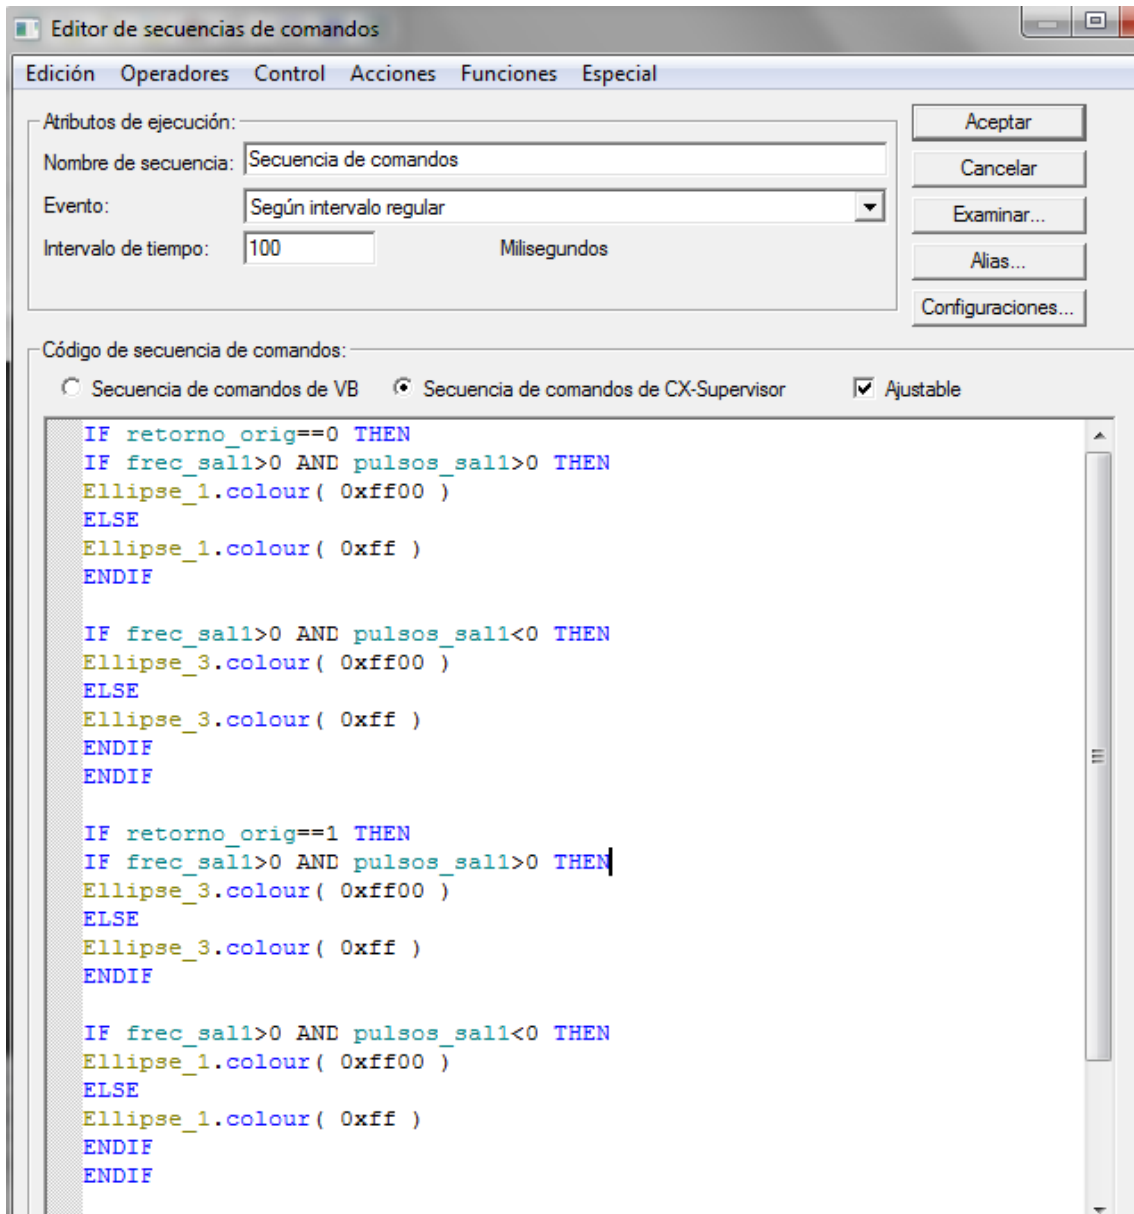 Editor de secuencias de comandos
Edición Operadores Control Acciones Funciones Especial
Atributos de ejecución:
Nombre de secuencia: Secuencia de comandos
Evento: Según intervalo regular
Intervalo de tiempo: 100 Milisegundos
Aceptar
Cancelar
Examinar...
Alias...
Configuraciones...
Código de secuencia de comandos:
Secuencia de comandos de VB Secuencia de comandos de CX-Supervisor Ajustable
IF retorno_orig==0 THEN
IF frec_sal1>0 AND pulsos_sal1>0 THEN
Ellipse_1.colour( 0xff00 )
ELSE
Ellipse_1.colour( 0xff )
ENDIF
IF frec_sal1>0 AND pulsos_sal1<0 THEN
Ellipse_3.colour( 0xff00 )
ELSE
Ellipse_3.colour( 0xff )
ENDIF
ENDIF
IF retorno_orig==1 THEN
IF frec_sal1>0 AND pulsos_sal1>0 THEN
Ellipse_3.colour( 0xff00 )
ELSE
Ellipse_3.colour( 0xff )
ENDIF
IF frec_sal1>0 AND pulsos_sal1<0 THEN
Ellipse_1.colour( 0xff00 )
ELSE
Ellipse_1.colour( 0xff )
ENDIF
ENDIF